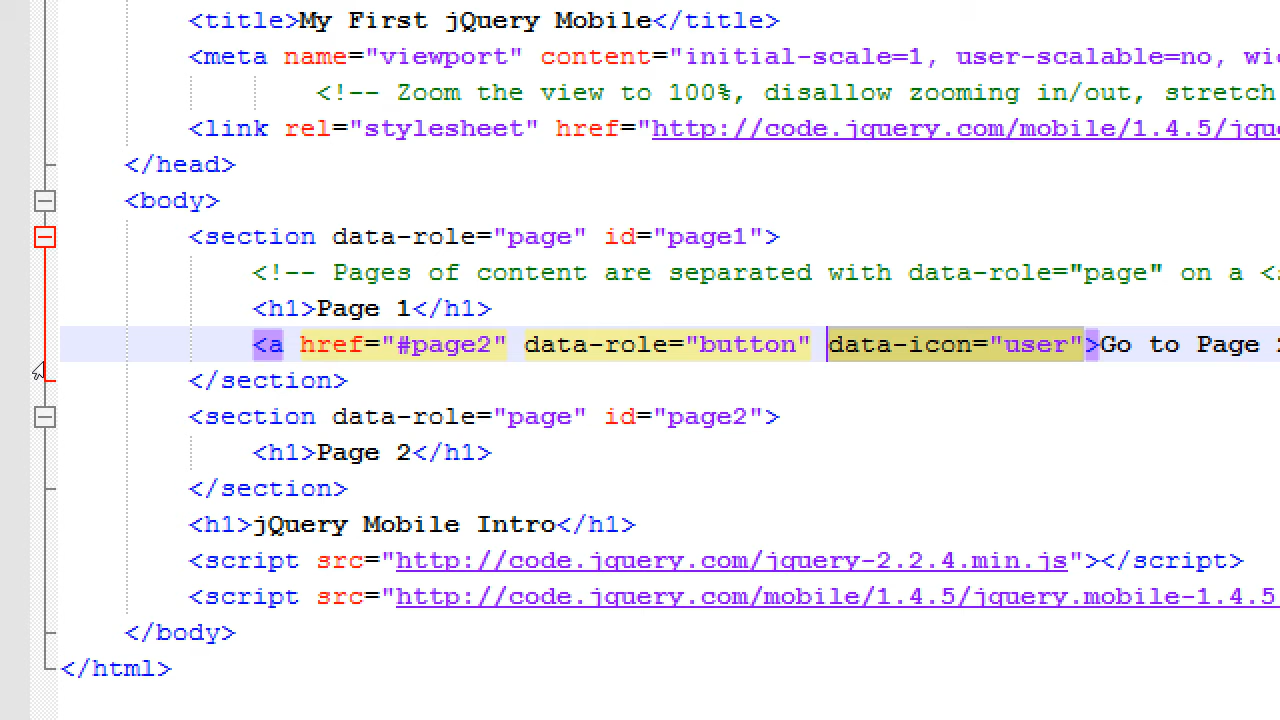 <title>My First jQuery Mobile</title>
<meta name="viewport" content="initial-scale=1, user-scalable=no,
<!-- Zoom the view to 100%, disallow zooming in/out, stretch
<link rel="stylesheet" href="http://code.jquery.com/mobile/1.4.5/
</head>
<body>
<section data-role="page" id="page1">
<!-- Pages of content are separated with data-role="page" on a
<h1>Page 1</h1>
<a href="#page2" data-role="button" data-icon="user">Go to Page
</section>
<section data-role="page" id="page2">
<h1>Page 2</h1>
</section>
<h1>jQuery Mobile Intro</h1>
<script src="http://code.jquery.com/jquery-2.2.4.min.js"></script>
<script src="http://code.jquery.com/mobile/1.4.5/jquery.mobile-1.4.5
</body>
</html>